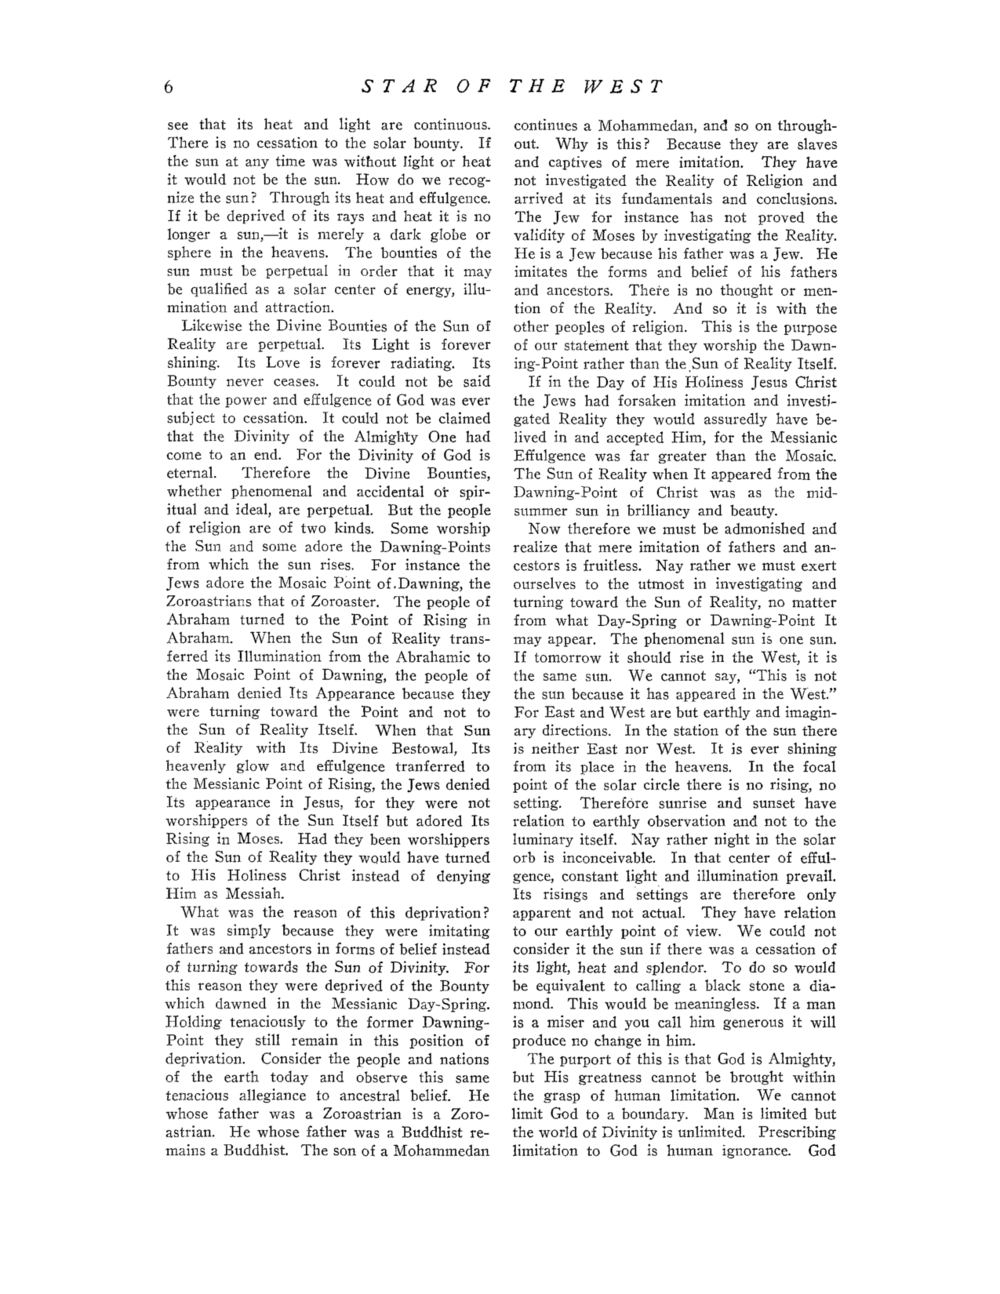 6 STAR OF THE WEST
see that its heat and light are continuous.
There is no cessation to the solar bounty. If
the sun at any time was without light or heat
it would not be the sun. How do we recog-
nize the sun? Through its heat and effulgence.
If it be deprived of its rays and heat it is no
longer a sun,—it is merely a dark globe or
sphere in the heavens. The bounties of the
sun must be perpetual in order that it may
be qualified as a solar center of energy, illu-
mination and attraction.
Likewise the Divine Bounties of the Sun of
Reality are perpetual. Its Light is forever
shining. Its Love is forever radiating. Its
Bounty never ceases. It could not be said
that the power and effulgence of God was ever
subject to cessation. It could not be claimed
that the Divinity of the Almighty One had
come to an end. For the Divinity of God is
eternal. Therefore the Divine Bounties,
whether phenomenal and accidental or spir-
itual and ideal, are perpetual. But the people
of religion are of two kinds. Some worship
the Sun and some adore the Dawning-Points
from which the sun rises. For instance the
Jews adore the Mosaic Point of Dawning, the
Zoroastrians that of Zoroaster. The people of
Abraham turned to the Point of Rising in
Abraham. When the Sun of Reality trans-
ferred its Illumination from the Abrahamic to
the Mosaic Point of Dawning, the people of
Abraham denied Its Appearance because they
were turning toward the Point and not to
the Sun of Reality Itself. When that Sun
of Reality with Its Divine Bestowal, Its
heavenly glow and effulgence tranferred to
the Messianic Point of Rising, the Jews denied
Its appearance in Jesus, for they were not
worshippers of the Sun Itself but adored Its
Rising in Moses. Had they been worshippers
of the Sun of Reality they would have turned
to His Holiness Christ instead of denying
Him as Messiah.
What was the reason of this deprivation?
It was simply because they were imitating
fathers and ancestors in forms of belief instead
of turning towards the Sun of Divinity. For
this reason they were deprived of the Bounty
which dawned in the Messianic Day-Spring.
Holding tenaciously to the former Dawning-
Point they still remain in this position of
deprivation. Consider the people and nations
of the earth today and observe this same
tenacious allegiance to ancestral belief. He
whose father was a Zoroastrian is a Zoro-
astrian. He whose father was a Buddhist re-
mains a Buddhist. The son of a Mohammedan
continues a Mohammedan, and so on through-
out. Why is this? Because they are slaves
and captives of mere imitation. They have
not investigated the Reality of Religion and
arrived at its fundamentals and conclusions.
The Jew for instance has not proved the
validity of Moses by investigating the Reality.
He is a Jew because his father was a Jew. He
imitates the forms and belief of his fathers
and ancestors. There is no thought or men-
tion of the Reality. And so it is with the
other peoples of religion. This is the purpose
of our statement that they worship the Dawn-
ing-Point rather than the Sun of Reality Itself.
If in the Day of His Holiness Jesus Christ
the Jews had forsaken imitation and investi-
gated Reality they would assuredly have be-
lived in and accepted Him, for the Messianic
Effulgence was far greater than the Mosaic.
The Sun of Reality when It appeared from the
Dawning-Point of Christ was as the mid-
summer sun in brilliancy and beauty.
Now therefore we must be admonished and
realize that mere imitation of fathers and an-
cestors is fruitless. Nay rather we must exert
ourselves to the utmost in investigating and
turning toward the Sun of Reality, no matter
from what Day-Spring or Dawning-Point It
may appear. The phenomenal sun is one sun.
If tomorrow it should rise in the West, it is
the same sun. We cannot say, “This is not
the sun because it has appeared in the West.”
For East and West are but earthly and imagin-
ary directions. In the station of the sun there
is neither East nor West. It is ever shining
from its place in the heavens. In the focal
point of the solar circle there is no rising, no
setting. Therefore sunrise and sunset have
relation to earthly observation and not to the
luminary itself. Nay rather night in the solar
orb is inconceivable. In that center of efful-
gence, constant light and illumination prevail.
Its risings and settings are therefore only
apparent and not actual. They have relation
to our earthly point of view. We could not
consider it the sun if there was a cessation of
its light, heat and splendor. To do so would
be equivalent to calling a black stone a dia-
mond. This would be meaningless. If a man
is a miser and you call him generous it will
produce no change in him.
The purport of this is that God is Almighty,
but His greatness cannot be brought within
the grasp of human limitation. We cannot
limit God to a boundary. Man is limited but
the world of Divinity is unlimited. Prescribing
limitation to God is human ignorance. God